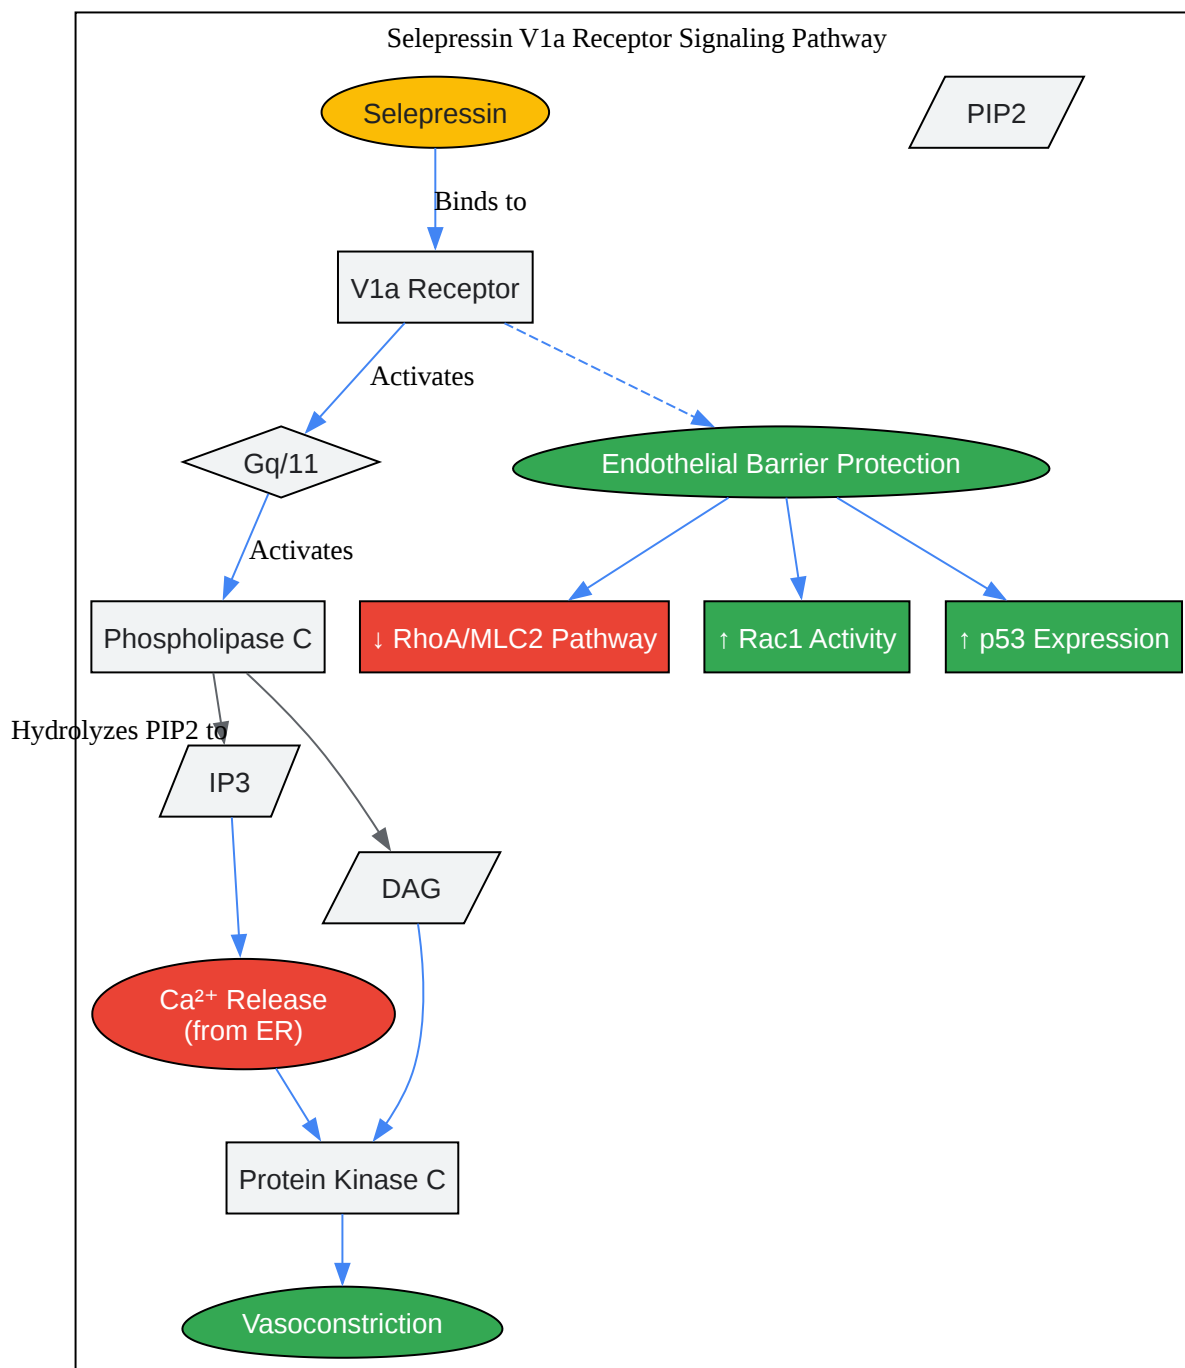 Selepressin V1a Receptor Signaling Pathway
Selepressin
PIP2
Binds to
V1a Receptor
Activates
Gq/11
Endothelial Barrier Protection
Activates
Phospholipase C
↓ RhoA/MLC2 Pathway
↑ Rac1 Activity
↑ p53 Expression
Hydrolyzes PIP2 to
IP3
DAG
Ca²⁺ Release
(from ER)
Protein Kinase C
Vasoconstriction